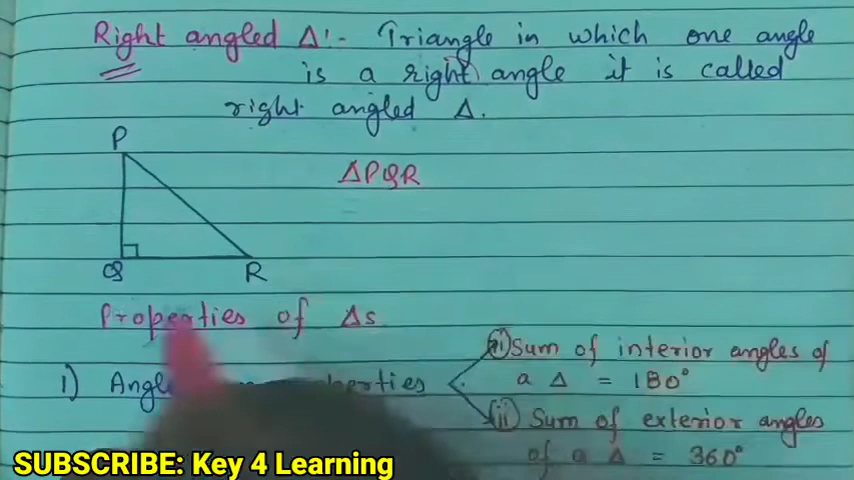 Right angled Δ:- Triangle in which one angle
is a right angle it is called
right angled Δ.
P
ΔPQR
Q
R
Properties of Δs
i) Angle
(i) Sum of interior angles of
a Δ = 180°
(ii) Sum of exterior angles
of a Δ = 360°
SUBSCRIBE: Key 4 Learning